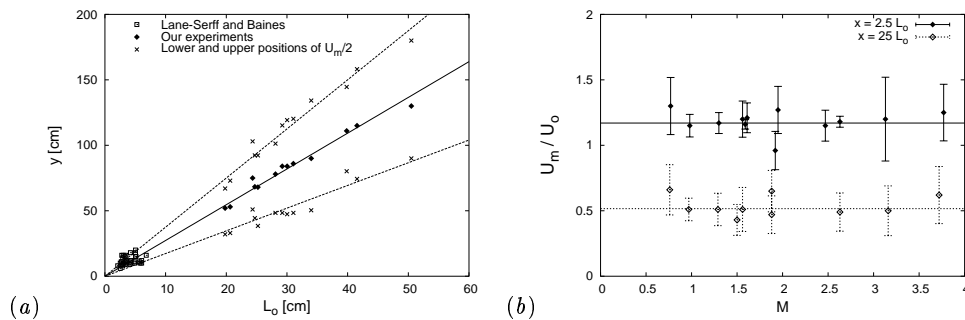 Lane-Serff and Baines
Our experiments
Lower and upper positions of U_m/2
200
150
100
50
0
y [cm]
0 10 20 30 40 50 60
L_o [cm]
(a)
x = 2.5 L_o
x = 25 L_o
2
1.5
1
0.5
0
U_m / U_o
0 0.5 1 1.5 2 2.5 3 3.5 4
M
(b)